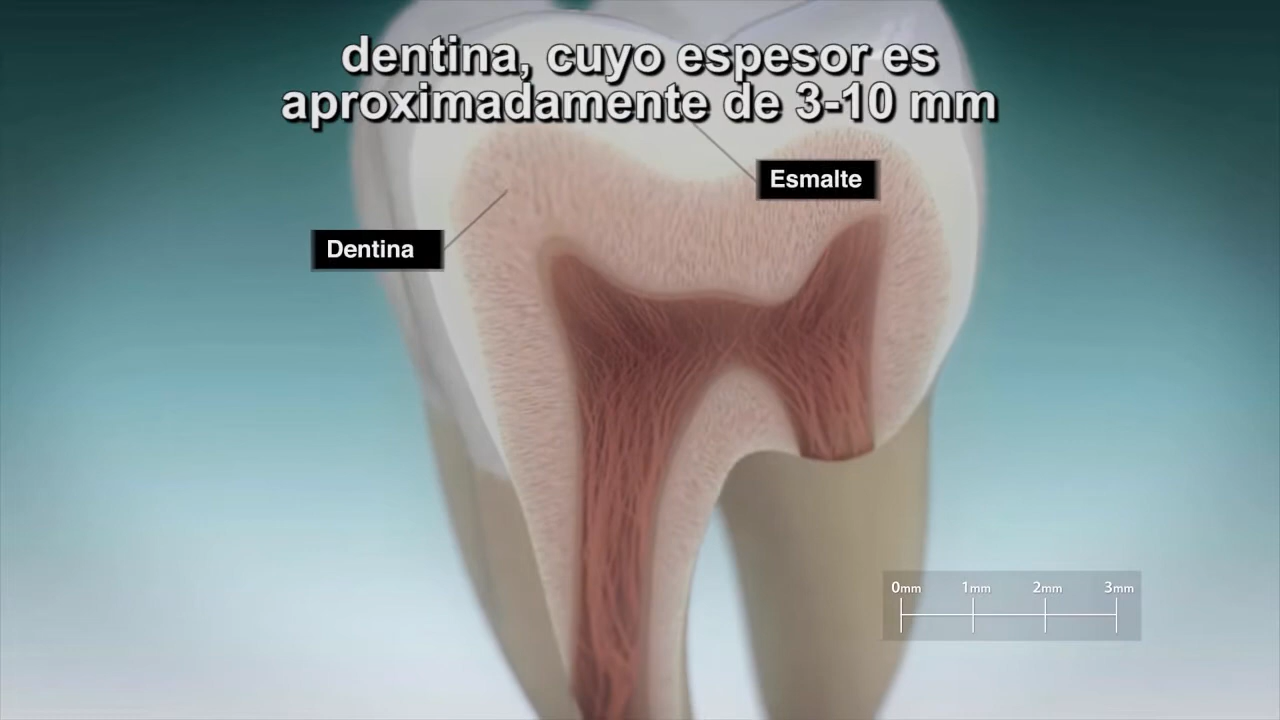 dentina, cuyo espesor es
aproximadamente de 3-10 mm
Esmalte
Dentina
0mm 1mm 2mm 3mm